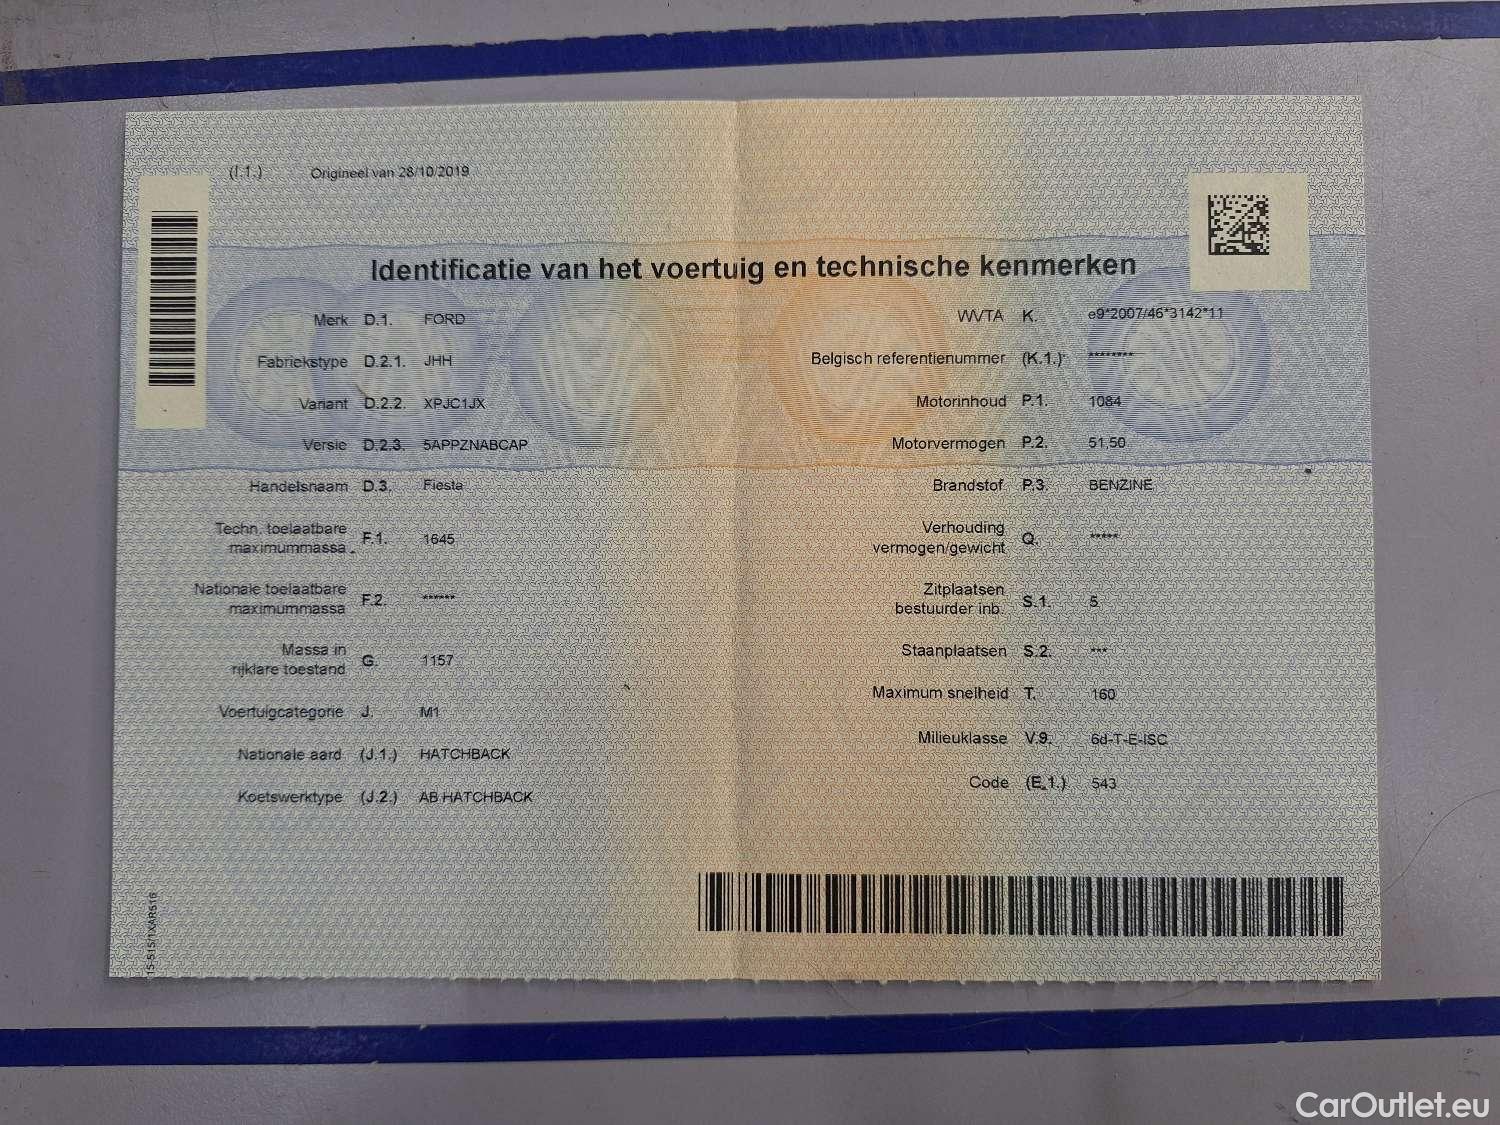 (I.1.) Origineel van 28/10/2019
Identificatie van het voertuig en technische kenmerken
Merk D.1. FORD
Fabriekstype D.2.1. JHH
Variant D.2.2. XPJC1JX
Versie D.2.3. 5APPZNABCAP
Handelsnaam D.3. Fiesta
Techn. toelaatbare
maximummassa F.1. 1645
Nationale toelaatbare
maximummassa F.2. ******
Massa in
rijklare toestand G. 1157
Voertuigcategorie J. M1
Nationale aard (J.1.) HATCHBACK
Koetswerktype (J.2.) AB HATCHBACK
WVTA K. e9*2007/46*3142*11
Belgisch referentienummer (K.1.) ********
Motorinhoud P.1. 1084
Motorvermogen P.2. 51,50
Brandstof P.3. BENZINE
Verhouding
vermogen/gewicht Q. *****
Zitplaatsen
bestuurder inb. S.1. 5
Staanplaatsen S.2. ***
Maximum snelheid T. 160
Milieuklasse V.9. 6d-T-E-ISC
Code (E.1.) 543
15-515/1XAR516
CarOutlet.eu